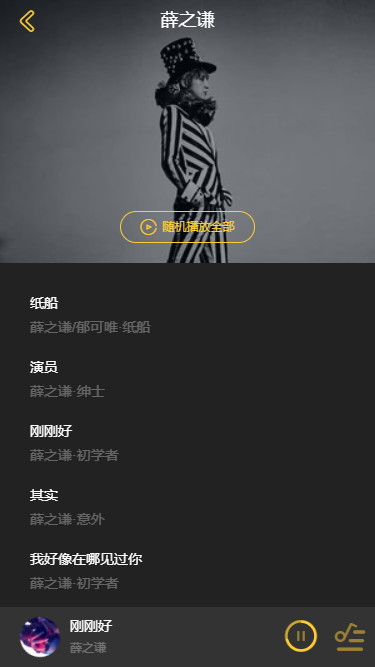 薛之谦
随机播放全部
纸船
薛之谦/郁可唯·纸船
演员
薛之谦·绅士
刚刚好
薛之谦·初学者
其实
薛之谦·意外
我好像在哪见过你
薛之谦·初学者
刚刚好
薛之谦